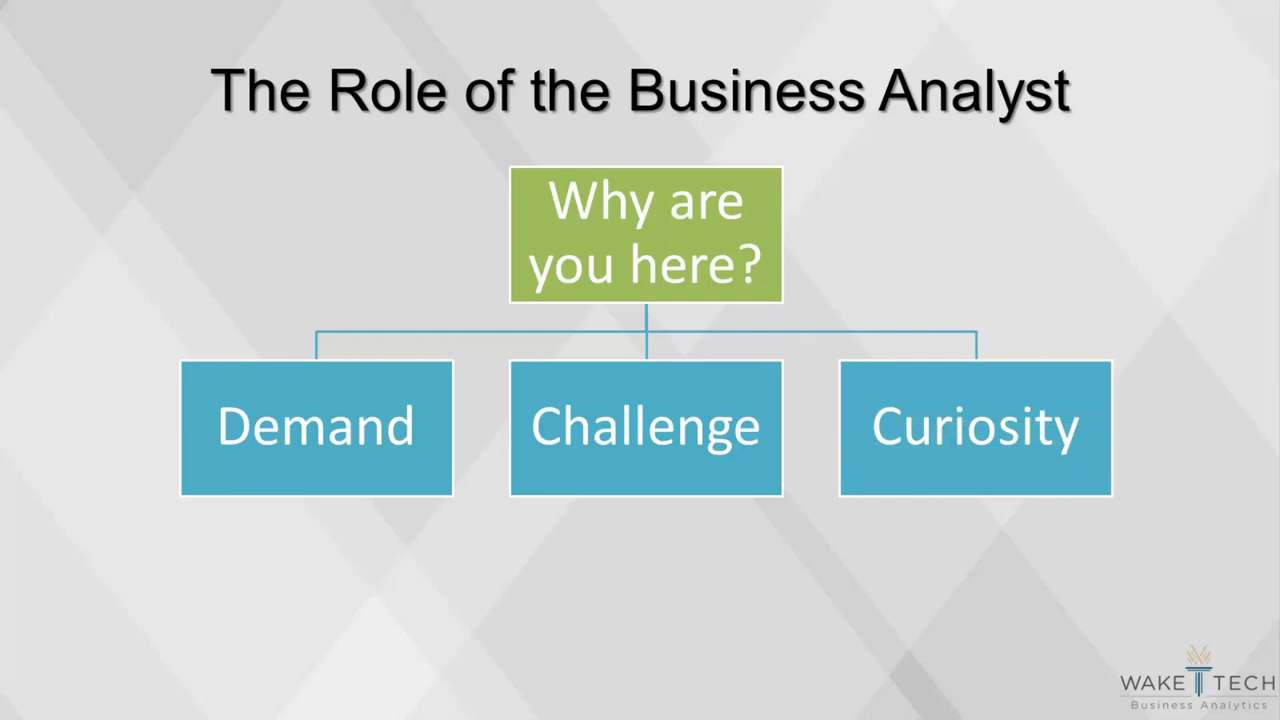 The Role of the Business Analyst
Why are
you here?
Demand
Challenge
Curiosity
WAKE TECH
Business Analytics